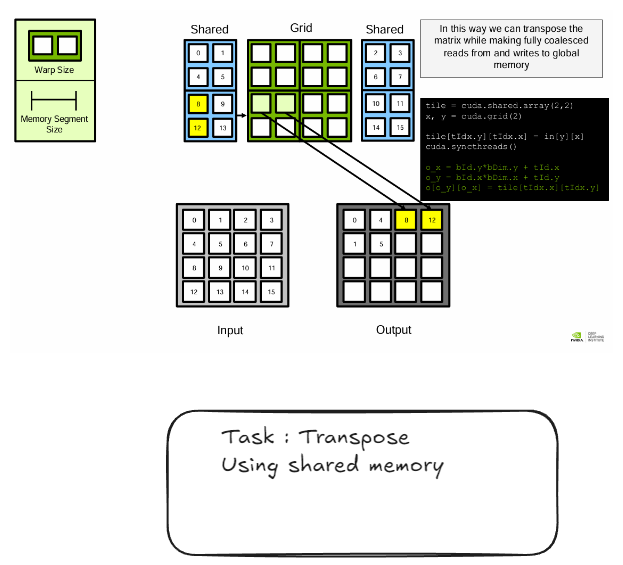 Shared
Grid
Shared
In this way we can transpose the
matrix while making fully coalesced
reads from and writes to global
memory
Warp Size
Memory Segment
Size
0 1
4 5
8 9
12 13
2 3
6 7
10 11
14 15
tile = cuda.shared.array(2,2)
x, y = cuda.grid(2)
tile[tIdx.y][tIdx.x] = in[y][x]
cuda.syncthreads()
o_x = bId.y*bDim.y + tId.x
o_y = bId.x*bDim.x + tId.y
o[o_y][o_x] = tile[tIdx.x][tIdx.y]
0 1 2 3
4 5 6 7
8 9 10 11
12 13 14 15
0 4 8 12
1 5
Input
Output
NVIDIA
DEEP
LEARNING
INSTITUTE
Task : Transpose
Using shared memory